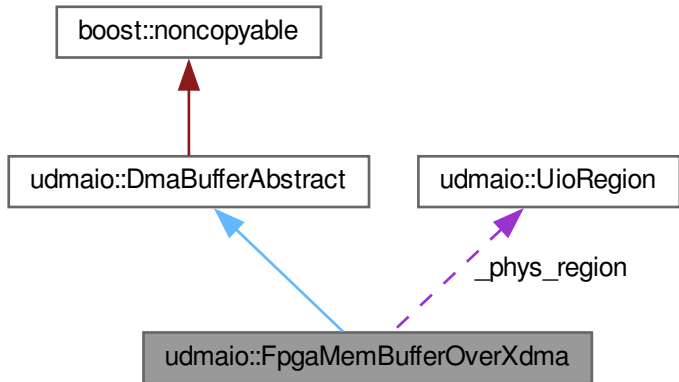 boost::noncopyable
udmaio::DmaBufferAbstract
udmaio::UioRegion
_phys_region
udmaio::FpgaMemBufferOverXdma